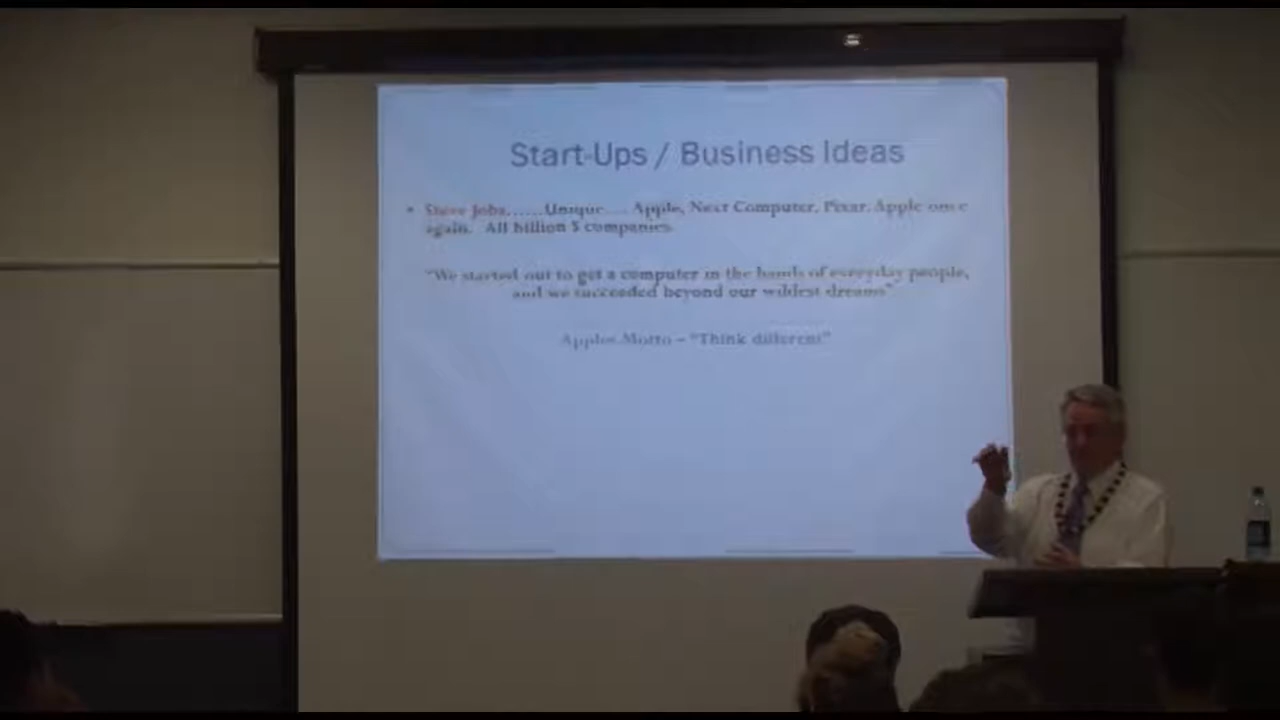 Start-Ups / Business Ideas
• Steve Jobs......Unique.... Apple, Next Computer, Pixar. Apple once
again. All billion $ companies.
"We started out to get a computer in the hands of everyday people,
and we succeeded beyond our wildest dreams"
Apples Motto – "Think different"